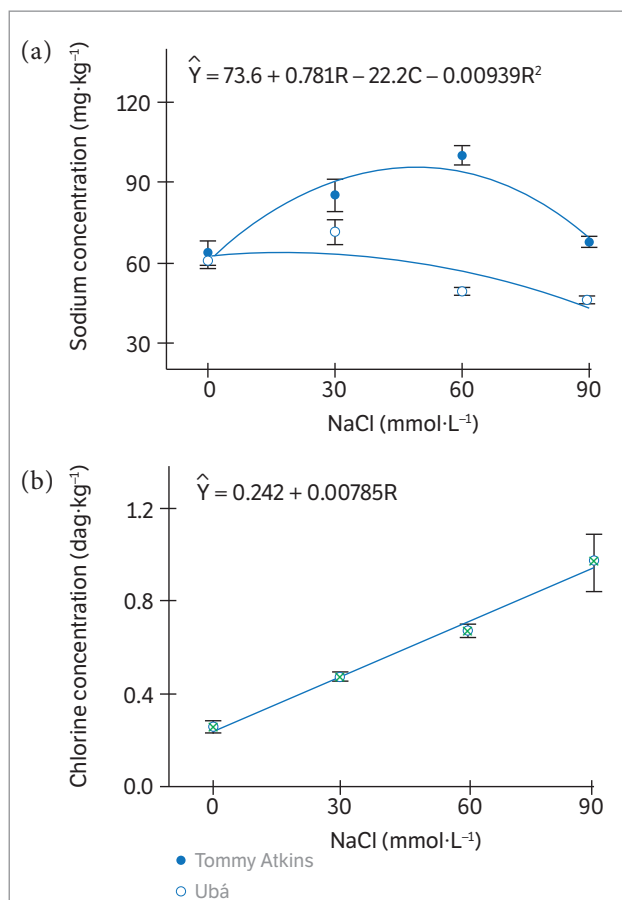 (a)
Ŷ = 73.6 + 0.781R – 22.2C – 0.00939R²
Sodium concentration (mg·kg⁻¹)
120
90
60
30
0 30 60 90
NaCl (mmol·L⁻¹)
(b)
Ŷ = 0.242 + 0.00785R
Chlorine concentration (dag·kg⁻¹)
1.2
0.8
0.4
0.0
0 30 60 90
NaCl (mmol·L⁻¹)
Tommy Atkins
Ubá